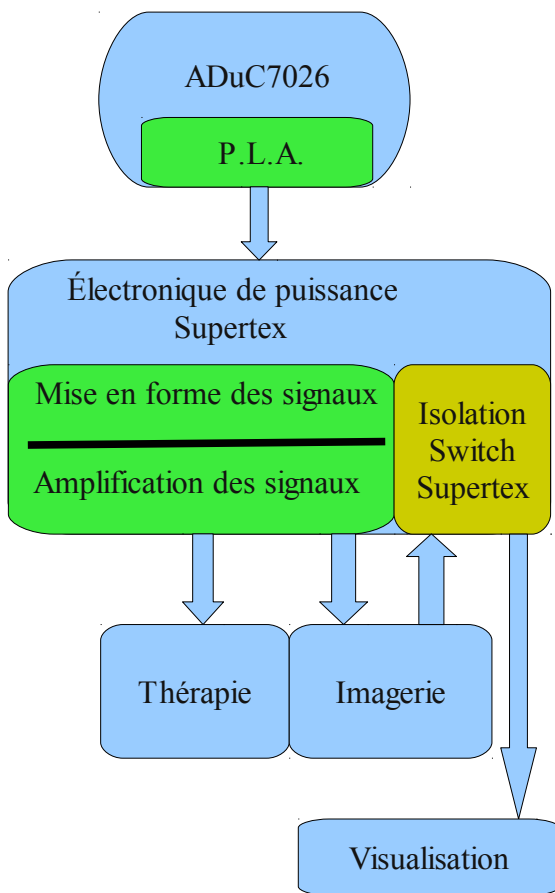 ADuC7026
P.L.A.
Électronique de puissance
Supertex
Mise en forme des signaux
Amplification des signaux
Isolation
Switch
Supertex
Thérapie
Imagerie
Visualisation